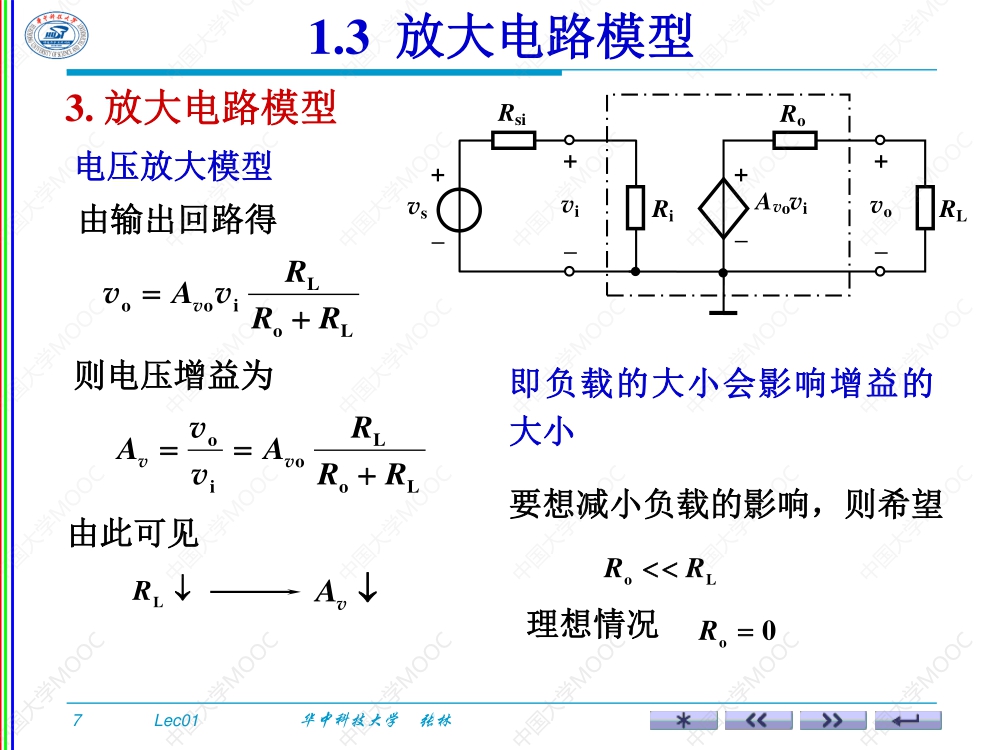 1.3 放大电路模型
3. 放大电路模型
电压放大模型
由输出回路得
v_o = A_{vo} v_i \frac{R_L}{R_o + R_L}
则电压增益为
A_v = \frac{v_o}{v_i} = A_{vo} \frac{R_L}{R_o + R_L}
由此可见
R_L ↓ ⟶ A_v ↓
R_{si}
R_o
+ + + +
v_s v_i R_i A_{vo} v_i v_o R_L
− − − −
即负载的大小会影响增益的
大小
要想减小负载的影响，则希望
R_o << R_L
理想情况 R_o = 0
7 Lec01 华中科技大学 张林
中国大学MOOC